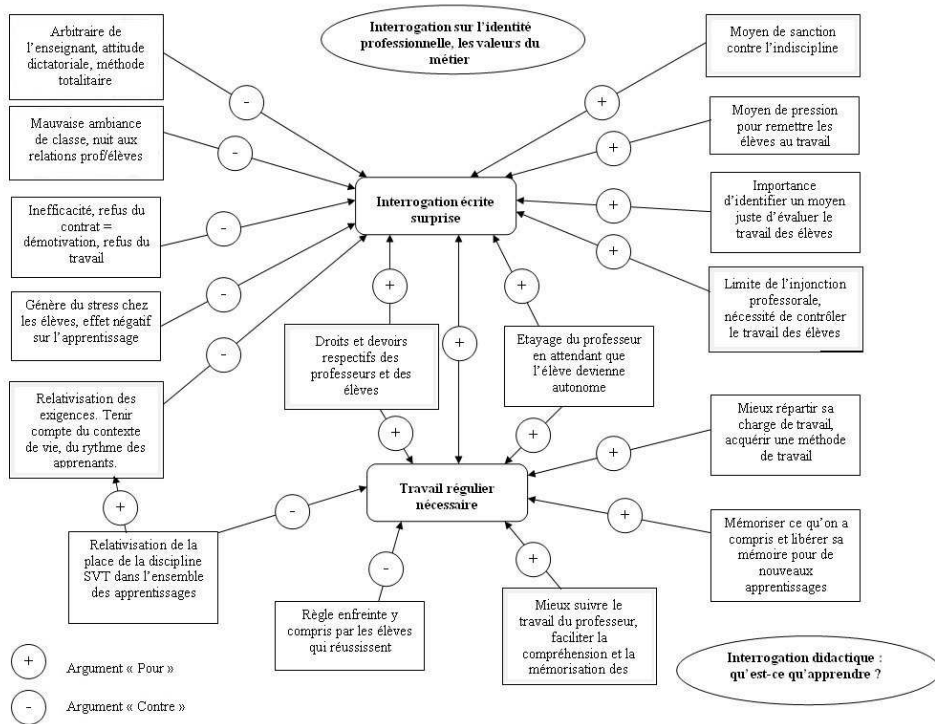 Interrogation sur l'identité
professionnelle, les valeurs du
métier
Arbitraire de
l'enseignant, attitude
dictatoriale, méthode
totalitaire
Moyen de sanction
contre l'indiscipline
-
+
Mauvaise ambiance
de classe, nuit aux
relations prof/élèves
Moyen de pression
pour remettre les
élèves au travail
-
+
Interrogation écrite
surprise
Inefficacité, refus du
contrat =
démotivation, refus du
travail
Importance
d'identifier un moyen
juste d'évaluer le
travail des élèves
-
+
Génère du stress chez
les élèves, effet négatif
sur l'apprentissage
Limite de l'injonction
professorale,
nécessité de contrôler
le travail des élèves
-
+
-
+
+
+
Droits et devoirs
respectifs des
professeurs et des
élèves
Etayage du professeur
en attendant que
l'élève devienne
autonome
Relativisation des
exigences. Tenir
compte du contexte
de vie, du rythme des
apprenants.
Mieux répartir sa
charge de travail,
acquérir une méthode
de travail
+
+
+
Travail régulier
nécessaire
+
-
+
Relativisation de la
place de la discipline
SVT dans l'ensemble
des apprentissages
Mémoriser ce qu'on a
compris et libérer sa
mémoire pour de
nouveaux
apprentissages
-
+
Règle enfreinte y
compris par les élèves
qui réussissent
Mieux suivre le
travail du professeur,
faciliter la
compréhension et la
mémorisation des
Interrogation didactique :
qu'est-ce qu'apprendre ?
+
Argument « Pour »
-
Argument « Contre »